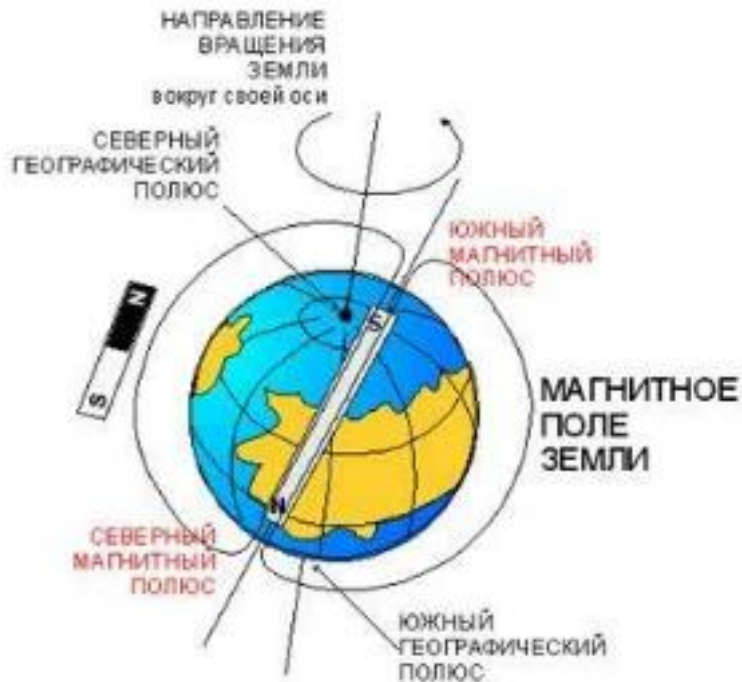 НАПРАВЛЕНИЕ
ВРАЩЕНИЯ
ЗЕМЛИ
вокруг своей оси
СЕВЕРНЫЙ
ГЕОГРАФИЧЕСКИЙ
ПОЛЮС
ЮЖНЫЙ
МАГНИТНЫЙ
ПОЛЮС
N
S
S
МАГНИТНОЕ
ПОЛЕ
ЗЕМЛИ
N
СЕВЕРНЫЙ
МАГНИТНЫЙ
ПОЛЮС
ЮЖНЫЙ
ГЕОГРАФИЧЕСКИЙ
ПОЛЮС